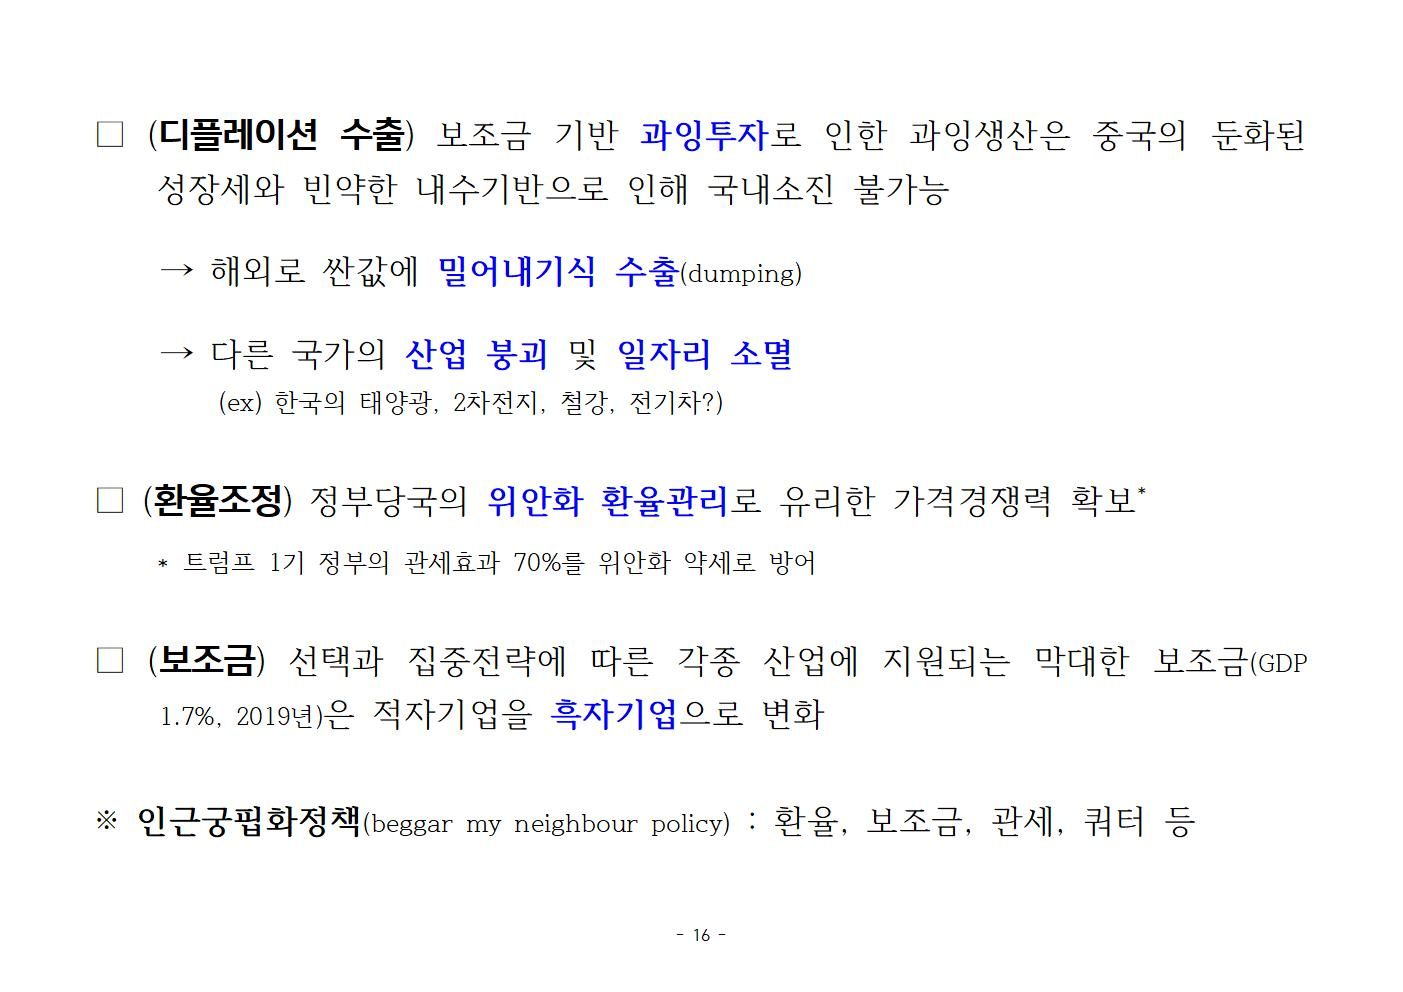 □ (디플레이션 수출) 보조금 기반 과잉투자로 인한 과잉생산은 중국의 둔화된
성장세와 빈약한 내수기반으로 인해 국내소진 불가능
→ 해외로 싼값에 밀어내기식 수출(dumping)
→ 다른 국가의 산업 붕괴 및 일자리 소멸
(ex) 한국의 태양광, 2차전지, 철강, 전기차?)
□ (환율조정) 정부당국의 위안화 환율관리로 유리한 가격경쟁력 확보*
* 트럼프 1기 정부의 관세효과 70%를 위안화 약세로 방어
□ (보조금) 선택과 집중전략에 따른 각종 산업에 지원되는 막대한 보조금(GDP
1.7%, 2019년)은 적자기업을 흑자기업으로 변화
※ 인근궁핍화정책(beggar my neighbour policy) : 환율, 보조금, 관세, 쿼터 등
- 16 -